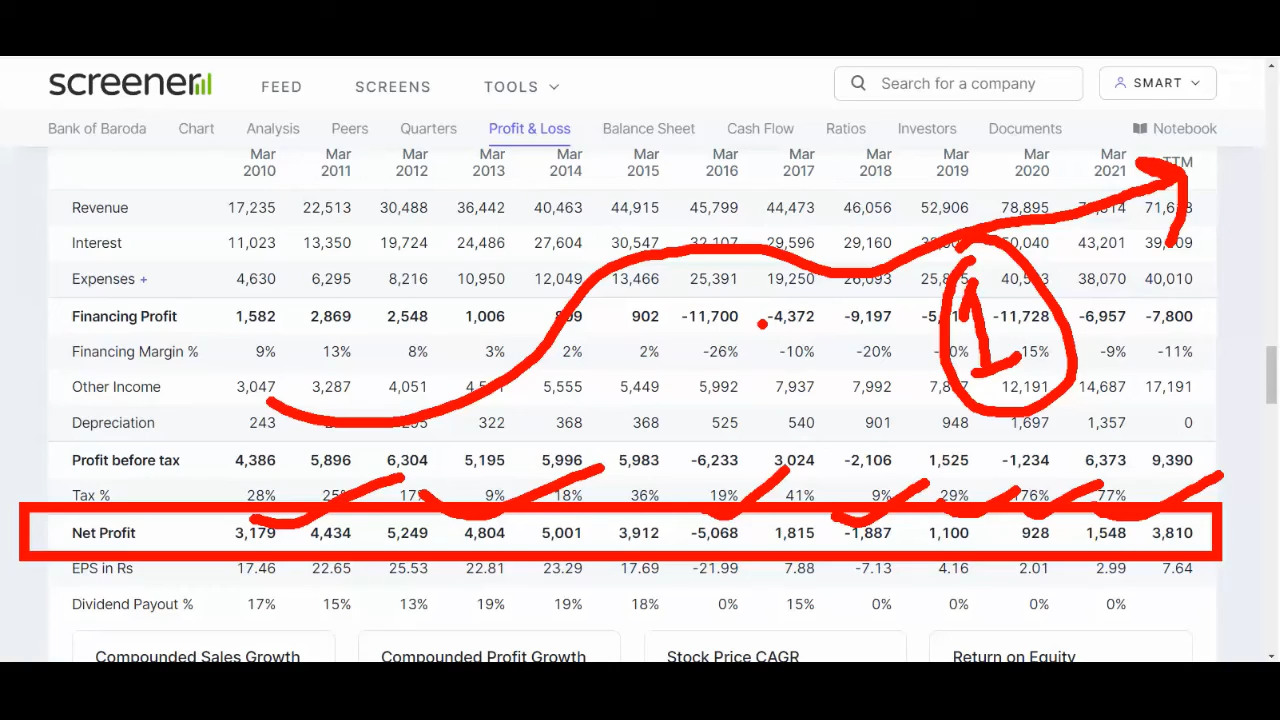 screener FEED SCREENS TOOLS Search for a company SMART
Bank of Baroda Chart Analysis Peers Quarters Profit & Loss Balance Sheet Cash Flow Ratios Investors Documents Notebook
Mar Mar Mar Mar Mar Mar Mar Mar Mar Mar Mar Mar TTM
2010 2011 2012 2013 2014 2015 2016 2017 2018 2019 2020 2021
Revenue 17,235 22,513 30,488 36,442 40,463 44,915 45,799 44,473 46,056 52,906 78,895
Interest 11,023 13,350 19,724 24,486 27,604 30,547 32,107 29,596 29,160 50,040 43,201
Expenses + 4,630 6,295 8,216 10,950 12,049 13,466 25,391 19,250 26,093 38,070 40,010
Financing Profit 2,869 2,548 1,006 902 -11,700 -4,372 -9,197 -11,728 -6,957 -7,800
Financing Margin % 9% 13% 8% 3% 2% 2% -26% -10% -20% 15% -9% -11%
Other Income 3,047 3,287 4,051 5,555 5,449 5,992 7,937 7,992 12,191 14,687 17,191
Depreciation 243 322 368 368 525 540 901 948 1,697 1,357 0
Profit before tax 4,386 5,896 6,304 5,195 5,996 5,983 -6,233 3,024 -2,106 1,525 -1,234 6,373 9,390
Tax % 28% 25% 17% 9% 18% 36% 19% 41% 9% 29% 176% 77%
Net Profit 3,179 4,434 5,249 4,804 5,001 3,912 -5,068 1,815 -1,887 1,100 928 1,548 3,810
EPS in Rs 17.46 22.65 25.53 22.81 23.29 17.69 -21.99 7.88 -7.13 4.16 2.01 2.99 7.64
Dividend Payout % 17% 15% 13% 19% 19% 18% 0% 15% 0% 0% 0% 0%
1
Compounded Sales Growth Compounded Profit Growth Stock Price CAGR Return on Equity